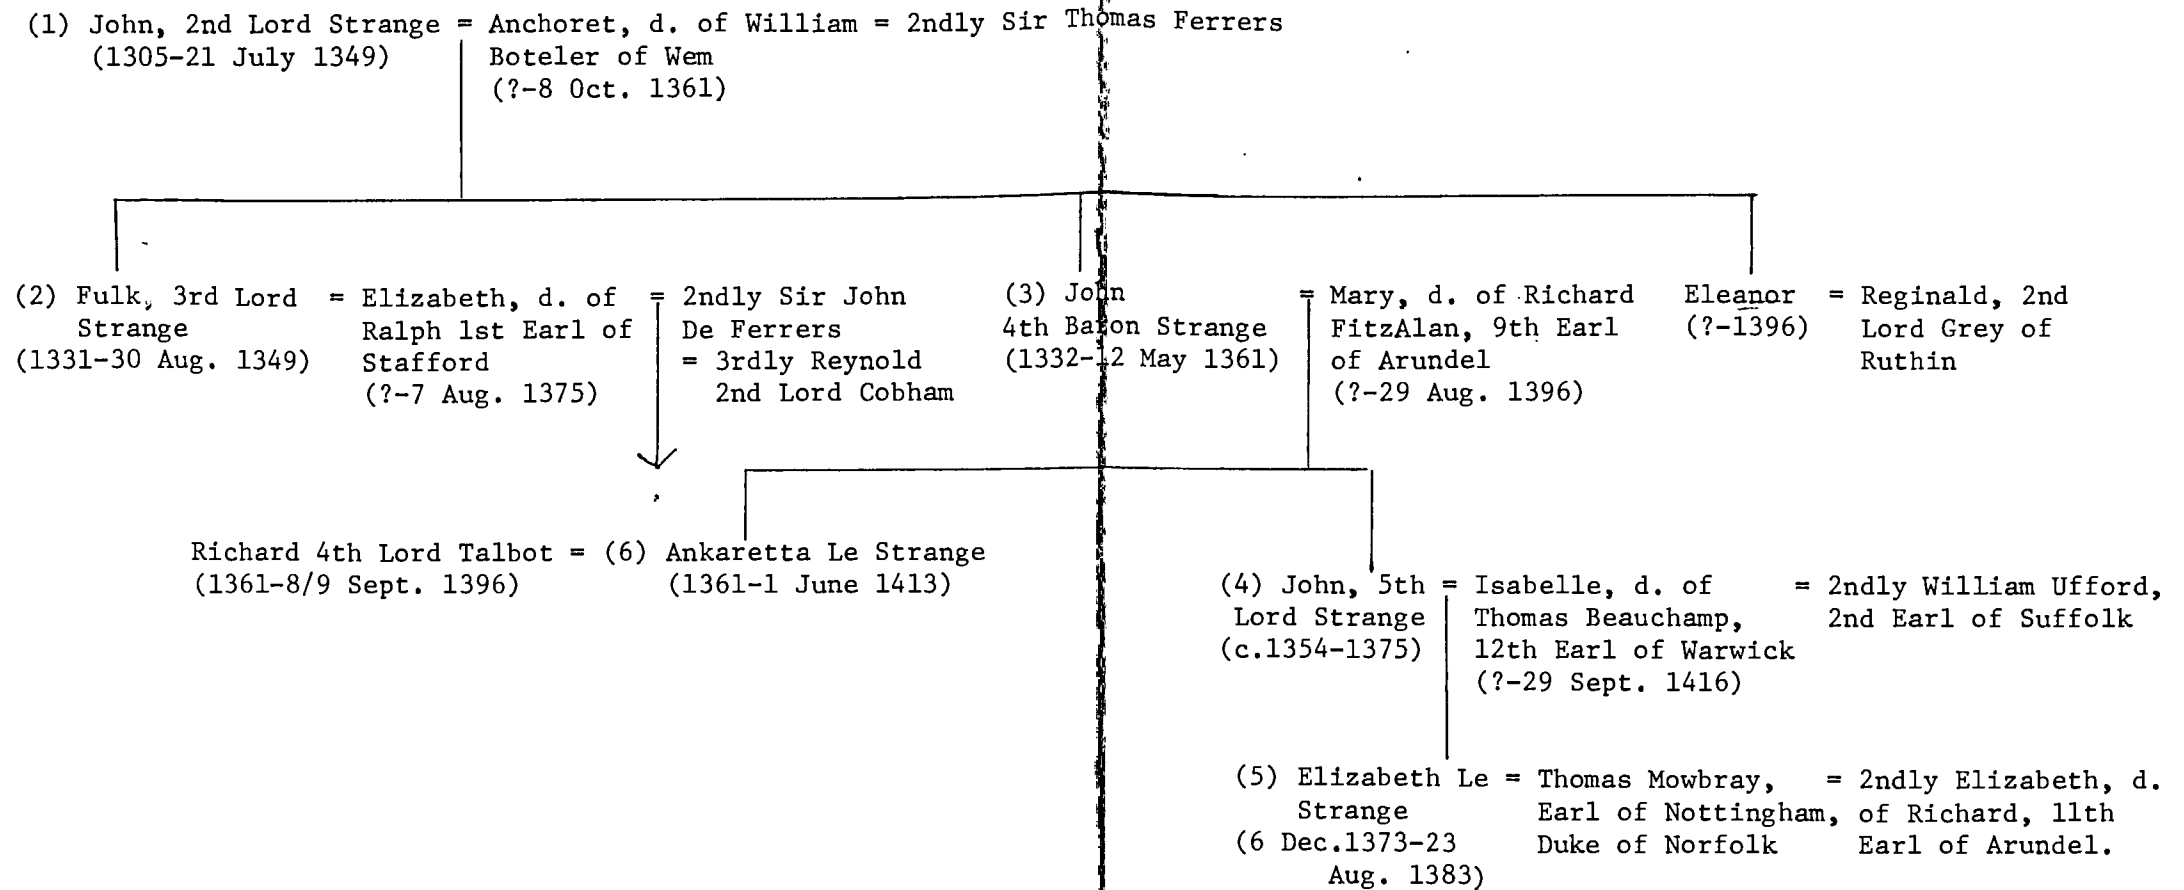 (1) John, 2nd Lord Strange = Anchoret, d. of William = 2ndly Sir Thomas Ferrers
(1305-21 July 1349)
Boteler of Wem
(?-8 Oct. 1361)
(2) Fulk, 3rd Lord
Strange
(1331-30 Aug. 1349)
= Elizabeth, d. of
Ralph 1st Earl of
Stafford
(?-7 Aug. 1375)
= 2ndly Sir John
De Ferrers
= 3rdly Reynold
2nd Lord Cobham
(3) John
4th Baron Strange
(1332-12 May 1361)
= Mary, d. of Richard
FitzAlan, 9th Earl
of Arundel
(?-29 Aug. 1396)
Eleanor
(?-1396)
= Reginald, 2nd
Lord Grey of
Ruthin
Richard 4th Lord Talbot = (6) Ankaretta Le Strange
(1361-8/9 Sept. 1396)
(1361-1 June 1413)
(4) John, 5th
Lord Strange
(c.1354-1375)
= Isabelle, d. of
Thomas Beauchamp,
12th Earl of Warwick
(?-29 Sept. 1416)
= 2ndly William Ufford,
2nd Earl of Suffolk
(5) Elizabeth Le
Strange
(6 Dec.1373-23
Aug. 1383)
= Thomas Mowbray,
Earl of Nottingham,
Duke of Norfolk
= 2ndly Elizabeth, d.
of Richard, 11th
Earl of Arundel.